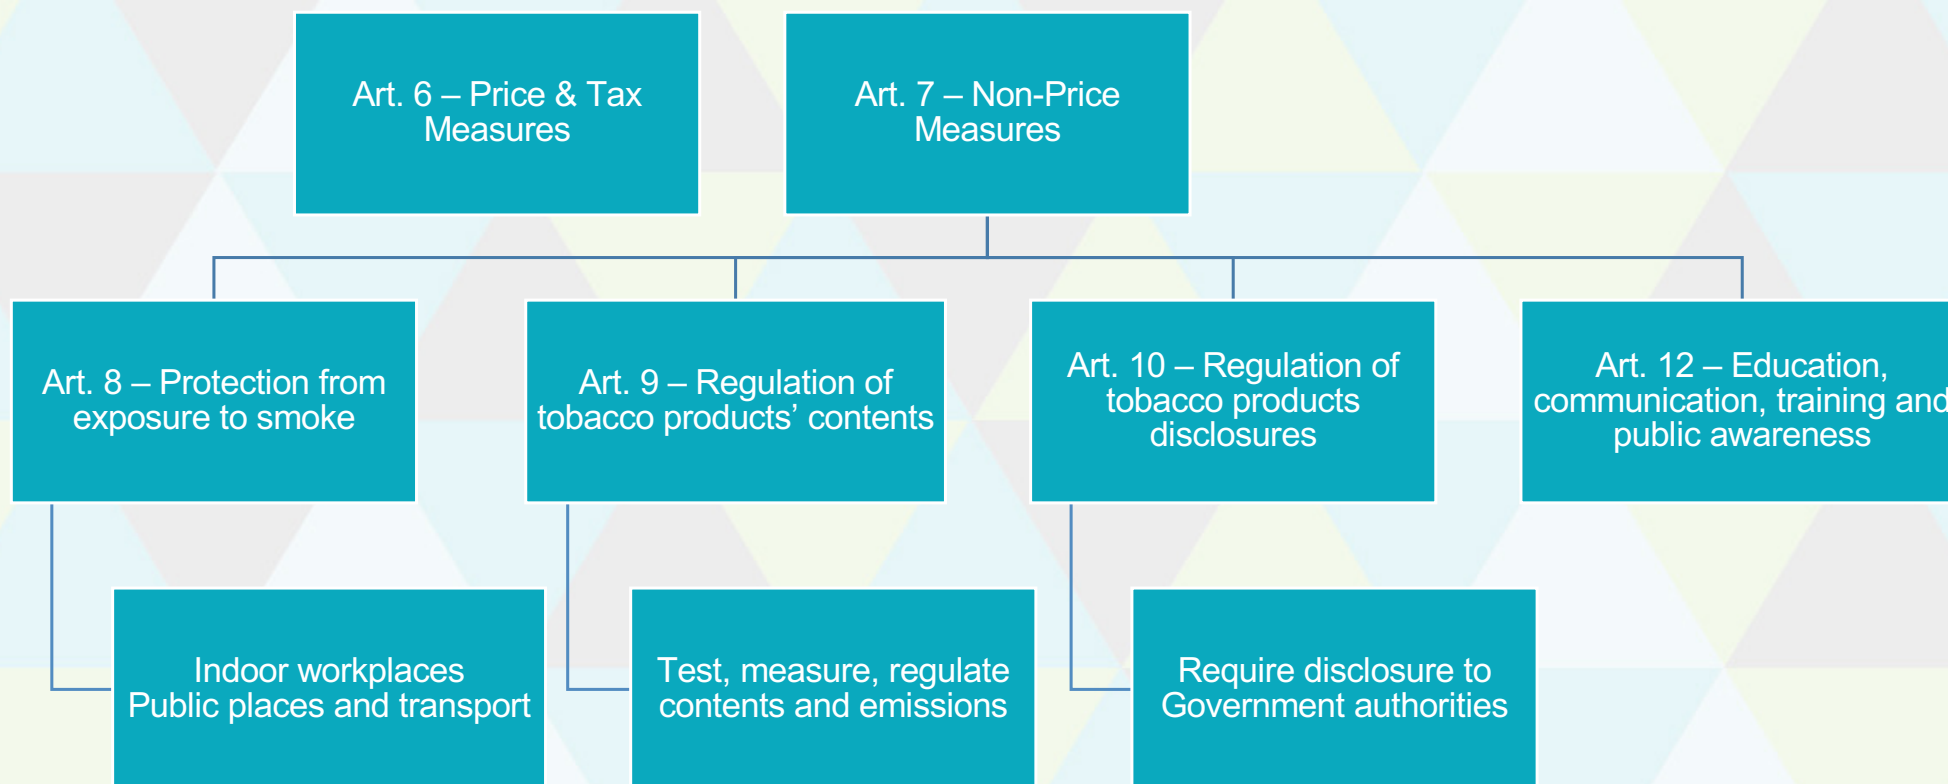 Art. 6 – Price & Tax
Measures
Art. 7 – Non-Price
Measures
Art. 8 – Protection from
exposure to smoke
Art. 9 – Regulation of
tobacco products’ contents
Art. 10 – Regulation of
tobacco products
disclosures
Art. 12 – Education,
communication, training and
public awareness
Indoor workplaces
Public places and transport
Test, measure, regulate
contents and emissions
Require disclosure to
Government authorities